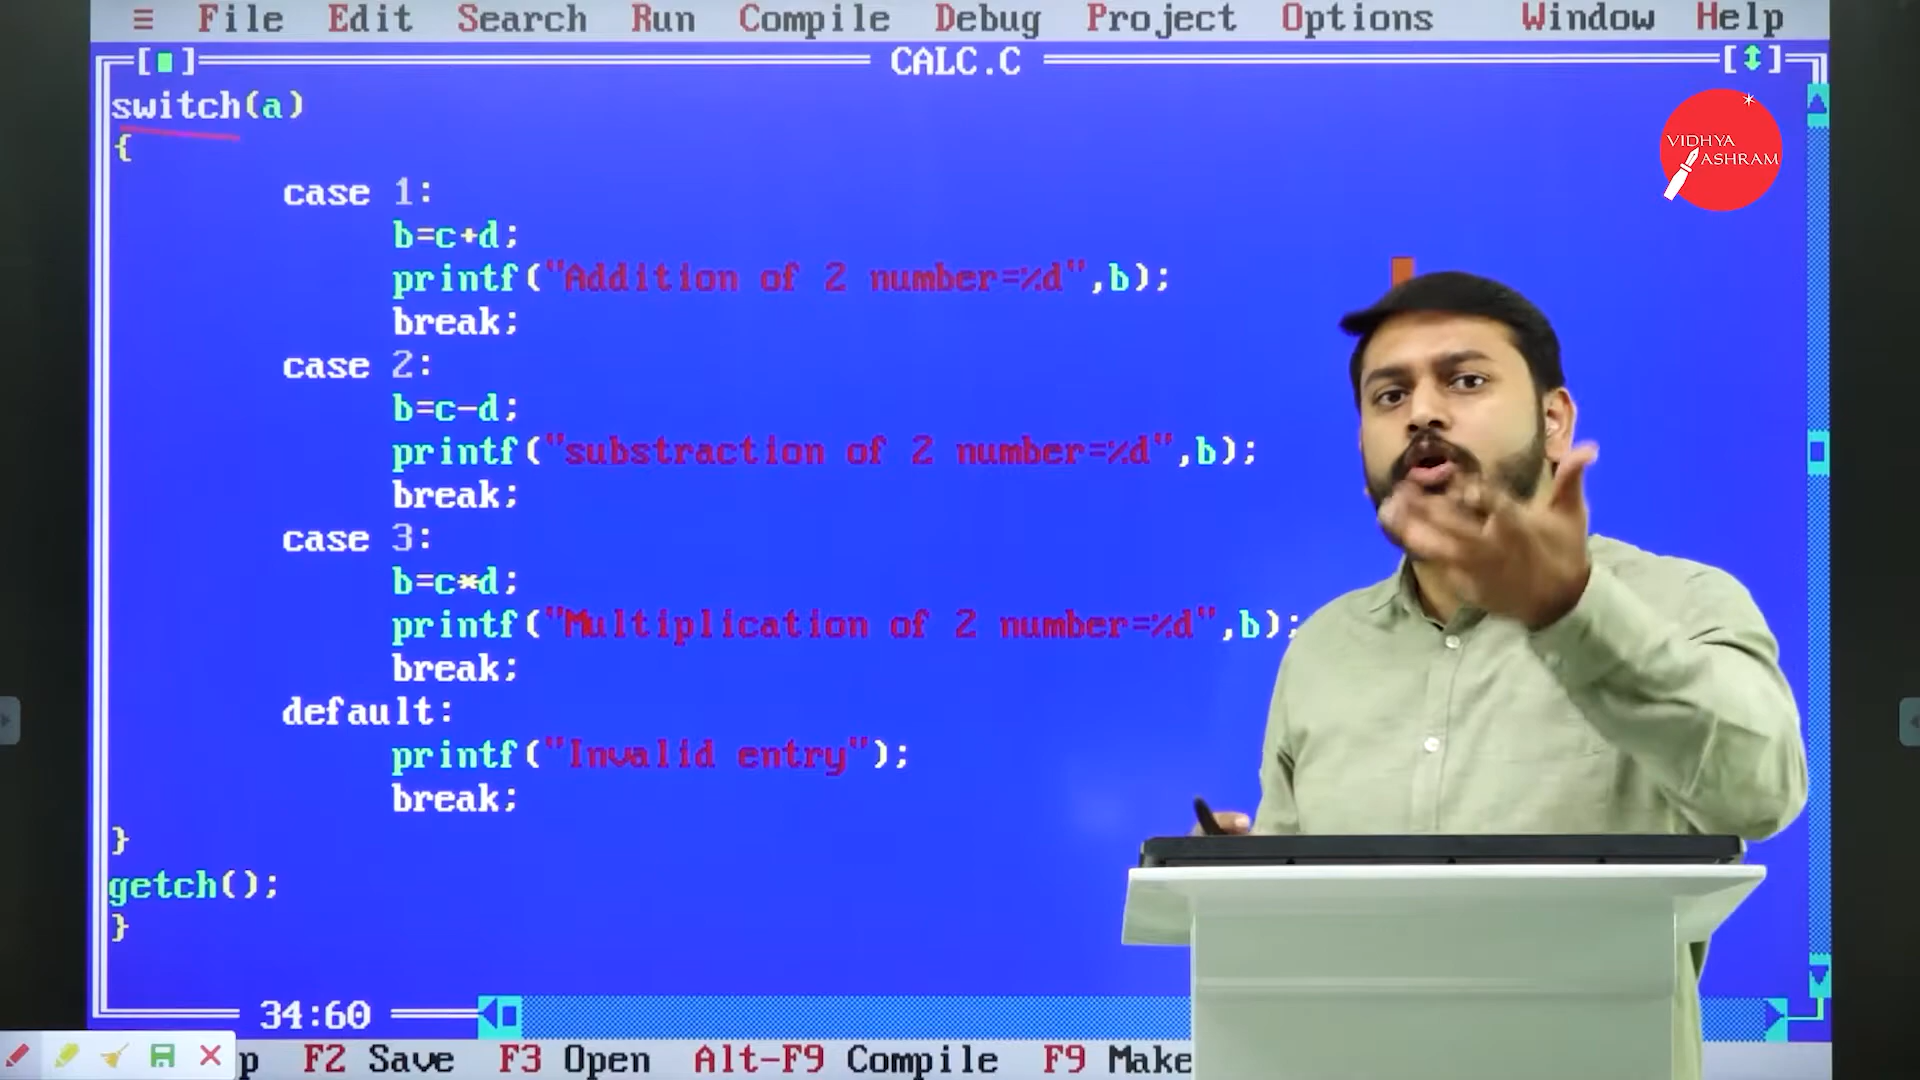 ≡ File Edit Search Run Compile Debug Project Options Window Help
CALC.C
switch(a)
{
case 1:
b=c+d;
printf("Addition of 2 number=%d",b);
break;
case 2:
b=c-d;
printf("substraction of 2 number=%d",b);
break;
case 3:
b=c*d;
printf("Multiplication of 2 number=%d",b);
break;
default:
printf("Invalid entry");
break;
}
getch();
}
34:60
F2 Save F3 Open Alt-F9 Compile F9 Make
VIDHYA
ASHRAM